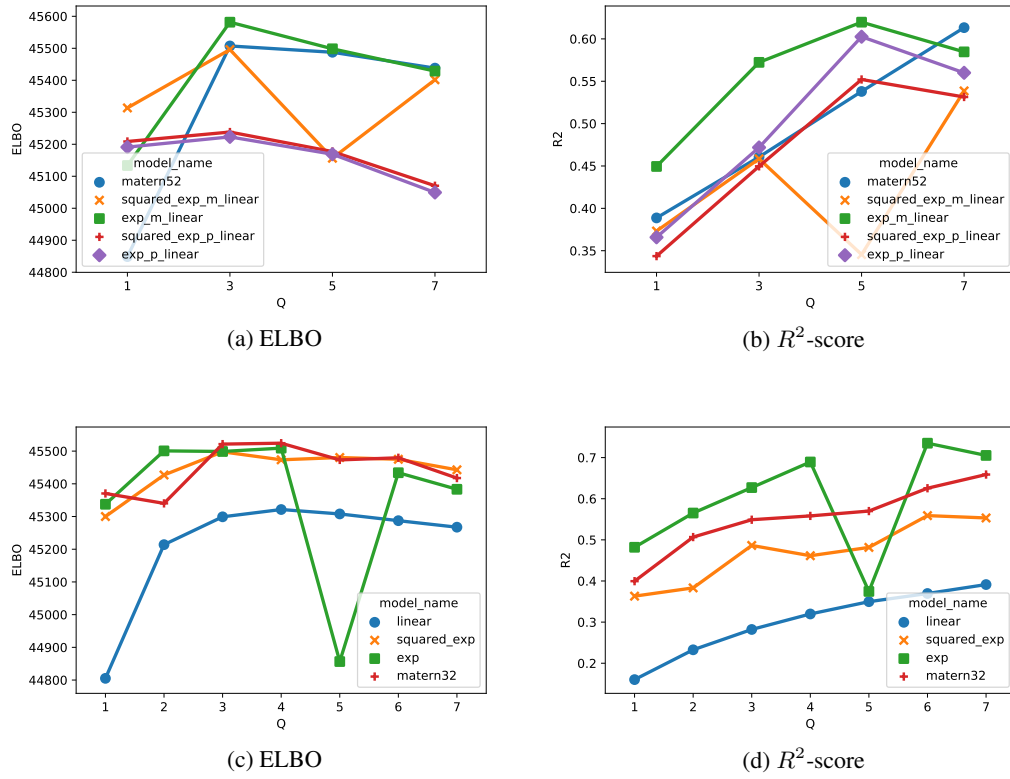 45600
45500
45400
45300
45200
45100
45000
44900
44800
ELBO
model_name
matern52
squared_exp_m_linear
exp_m_linear
squared_exp_p_linear
exp_p_linear
1 3 5 7
Q
(a) ELBO
0.60
0.55
0.50
0.45
0.40
0.35
R2
model_name
matern52
squared_exp_m_linear
exp_m_linear
squared_exp_p_linear
exp_p_linear
1 3 5 7
Q
(b) R²-score
45500
45400
45300
45200
45100
45000
44900
44800
ELBO
model_name
linear
squared_exp
exp
matern32
1 2 3 4 5 6 7
Q
(c) ELBO
0.7
0.6
0.5
0.4
0.3
0.2
R2
model_name
linear
squared_exp
exp
matern32
1 2 3 4 5 6 7
Q
(d) R²-score